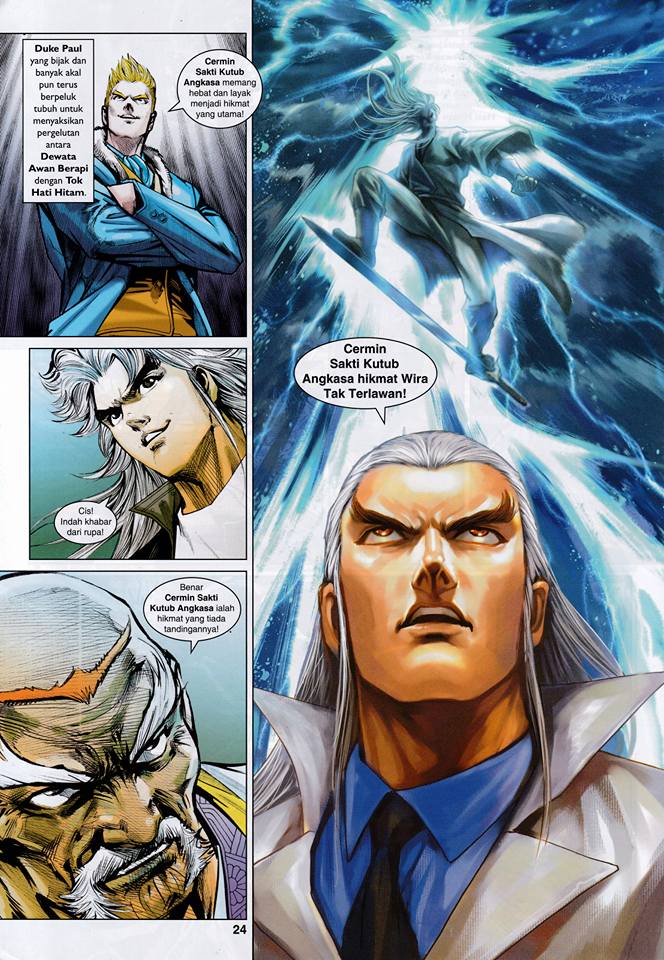 Duke Paul
yang bijak dan
banyak akal
pun terus
berpeluk
tubuh untuk
menyaksikan
pergelutan
antara
Dewata
Awan Berapi
dengan Tok
Hati Hitam.
Cermin
Sakti Kutub
Angkasa memang
hebat dan layak
menjadi hikmat
yang utama!
Cis!
Indah khabar
dari rupa!
Benar
Cermin Sakti
Kutub Angkasa ialah
hikmat yang tiada
tandingannya!
Cermin
Sakti Kutub
Angkasa hikmat Wira
Tak Terlawan!
24